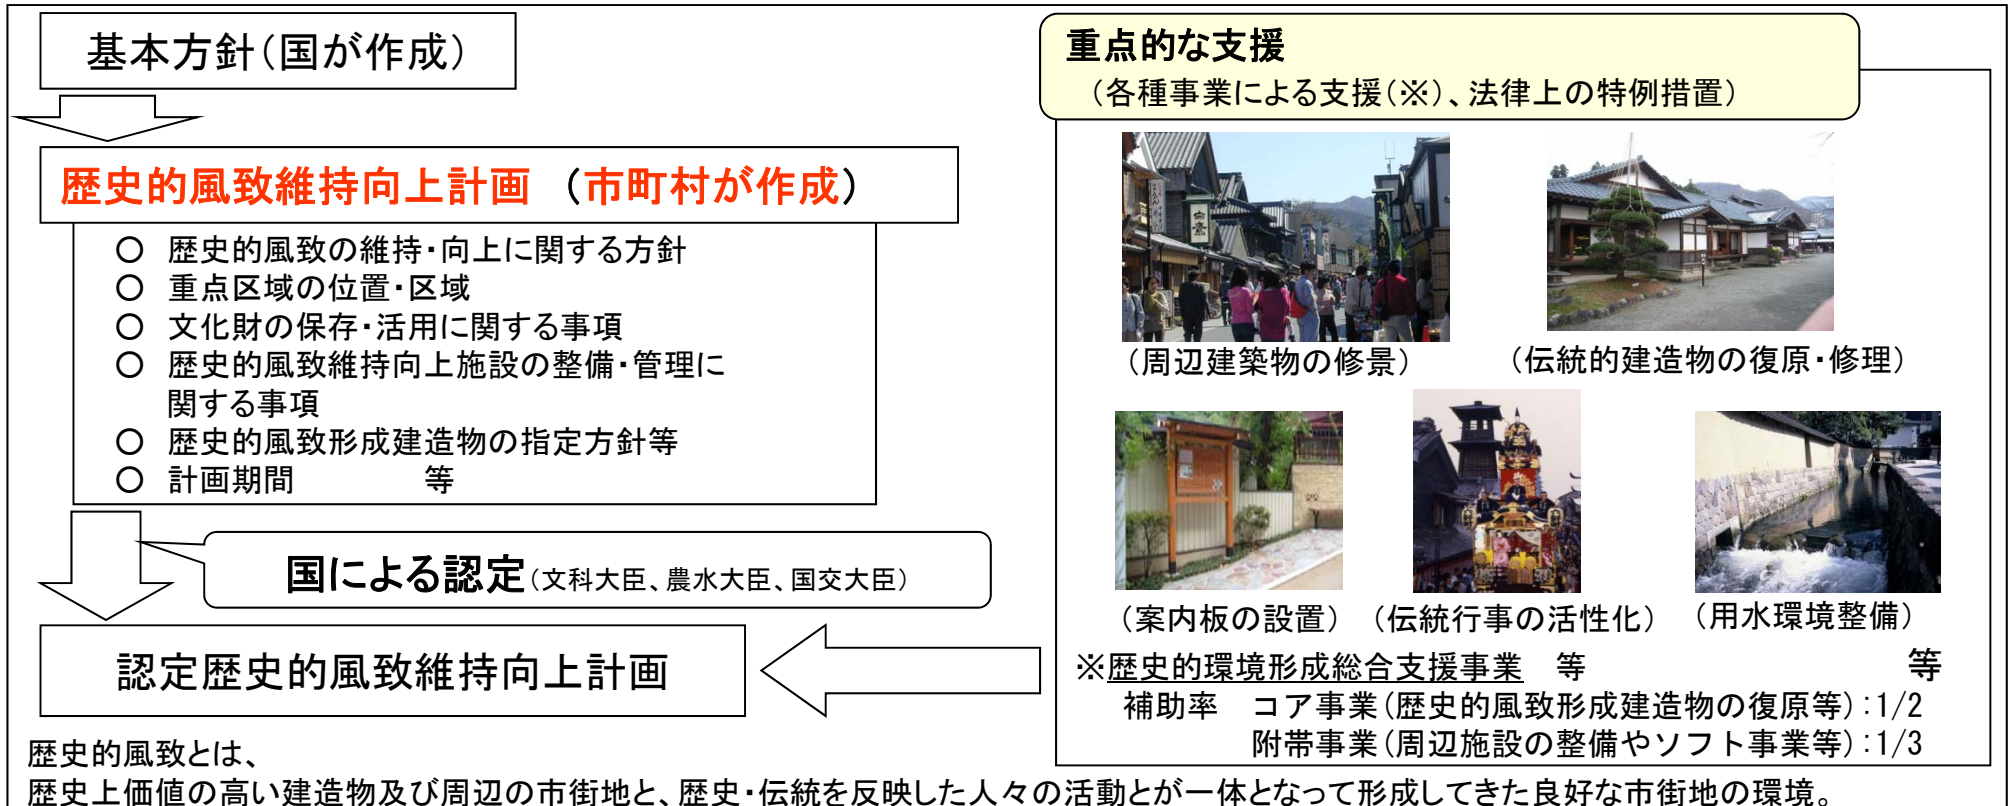 基本方針(国が作成)
歴史的風致維持向上計画 (市町村が作成)
○ 歴史的風致の維持・向上に関する方針
○ 重点区域の位置・区域
○ 文化財の保存・活用に関する事項
○ 歴史的風致維持向上施設の整備・管理に
関する事項
○ 歴史的風致形成建造物の指定方針等
○ 計画期間 等
国による認定(文科大臣、農水大臣、国交大臣)
認定歴史的風致維持向上計画
重点的な支援
(各種事業による支援(※)、法律上の特例措置)
(周辺建築物の修景)
(伝統的建造物の復原・修理)
(案内板の設置)
(伝統行事の活性化)
(用水環境整備)
等
※歴史的環境形成総合支援事業 等
補助率 コア事業(歴史的風致形成建造物の復原等):1/2
附帯事業(周辺施設の整備やソフト事業等):1/3
歴史的風致とは、
歴史上価値の高い建造物及び周辺の市街地と、歴史・伝統を反映した人々の活動とが一体となって形成してきた良好な市街地の環境。